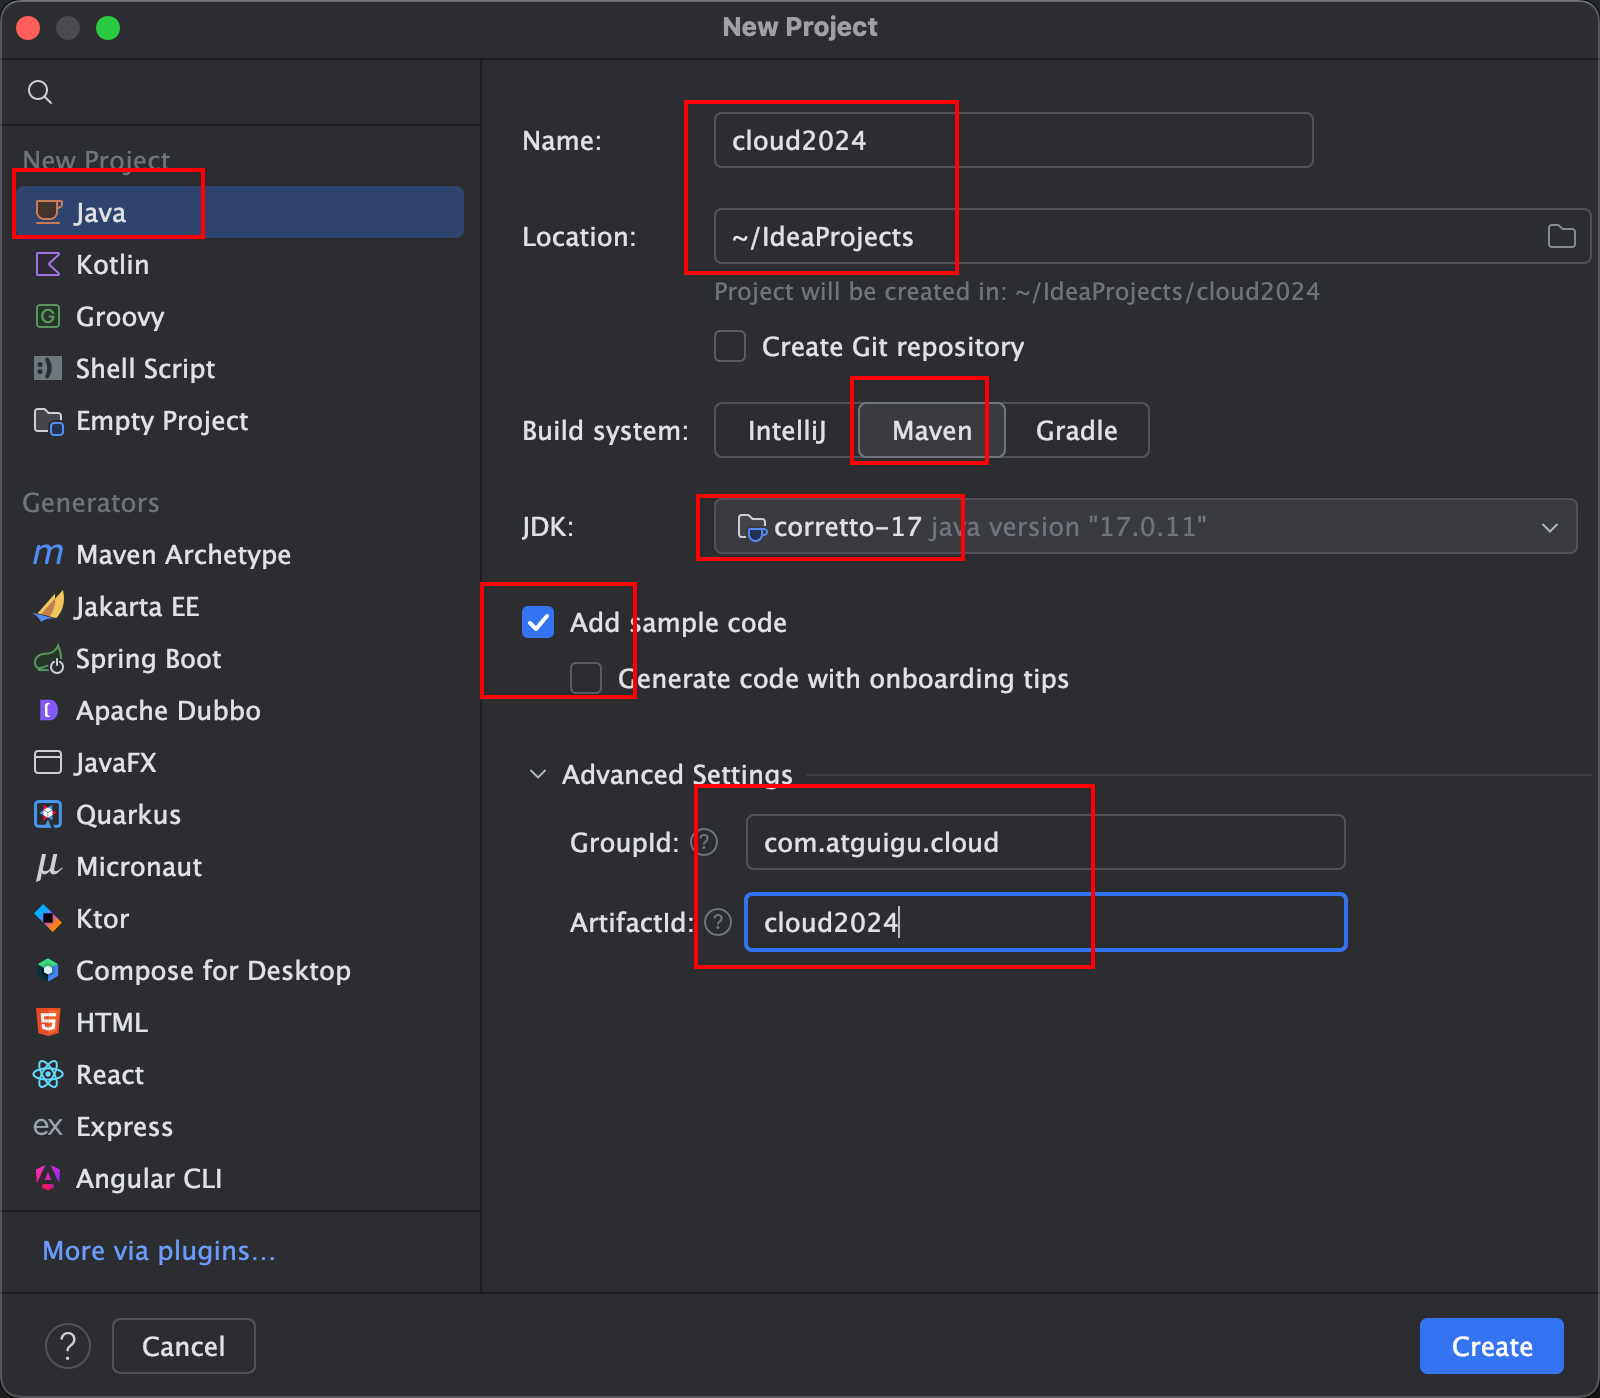 New Project
New Project
Java
Kotlin
Groovy
Shell Script
Empty Project
Generators
Maven Archetype
Jakarta EE
Spring Boot
Apache Dubbo
JavaFX
Quarkus
Micronaut
Ktor
Compose for Desktop
HTML
React
Express
Angular CLI
More via plugins...
Name: cloud2024
Location: ~/IdeaProjects
Project will be created in: ~/IdeaProjects/cloud2024
Create Git repository
Build system: IntelliJ Maven Gradle
JDK: corretto-17 java version "17.0.11"
Add sample code
Generate code with onboarding tips
Advanced Settings
GroupId: ? com.atguigu.cloud
ArtifactId: ? cloud2024
? Cancel Create